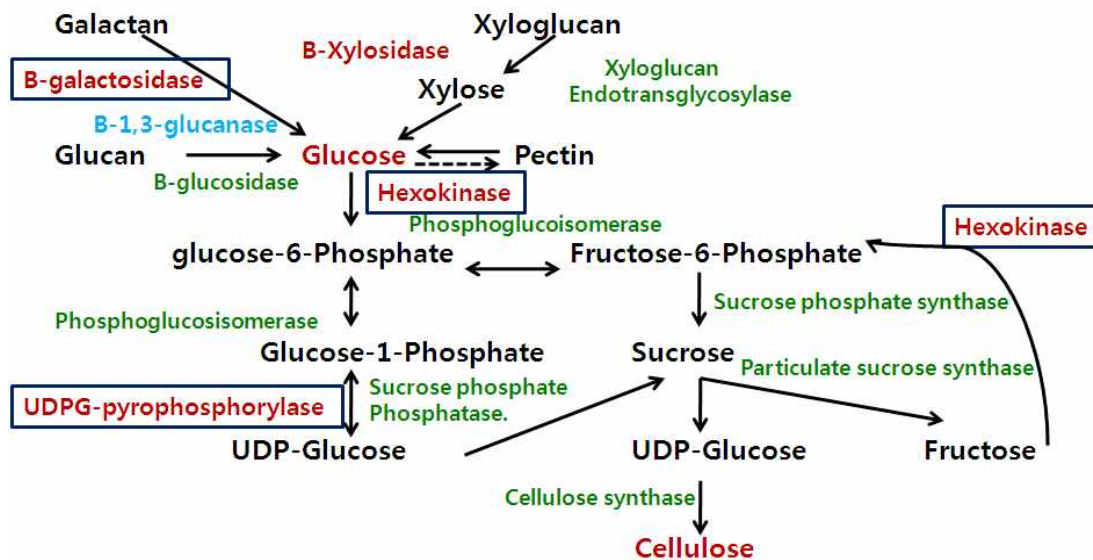 Galactan
Xyloglucan
B-Xylosidase
B-galactosidase
Xyloglucan
Endotransglycosylase
Xylose
B-1,3-glucanase
Glucan
Glucose
Pectin
B-glucosidase
Hexokinase
Phosphoglucoisomerase
Hexokinase
glucose-6-Phosphate
Fructose-6-Phosphate
Sucrose phosphate synthase
Phosphoglucosisomerase
Glucose-1-Phosphate
Sucrose
Particulate sucrose synthase
Sucrose phosphate
Phosphatase.
UDPG-pyrophosphorylase
UDP-Glucose
UDP-Glucose
Fructose
Cellulose synthase
Cellulose